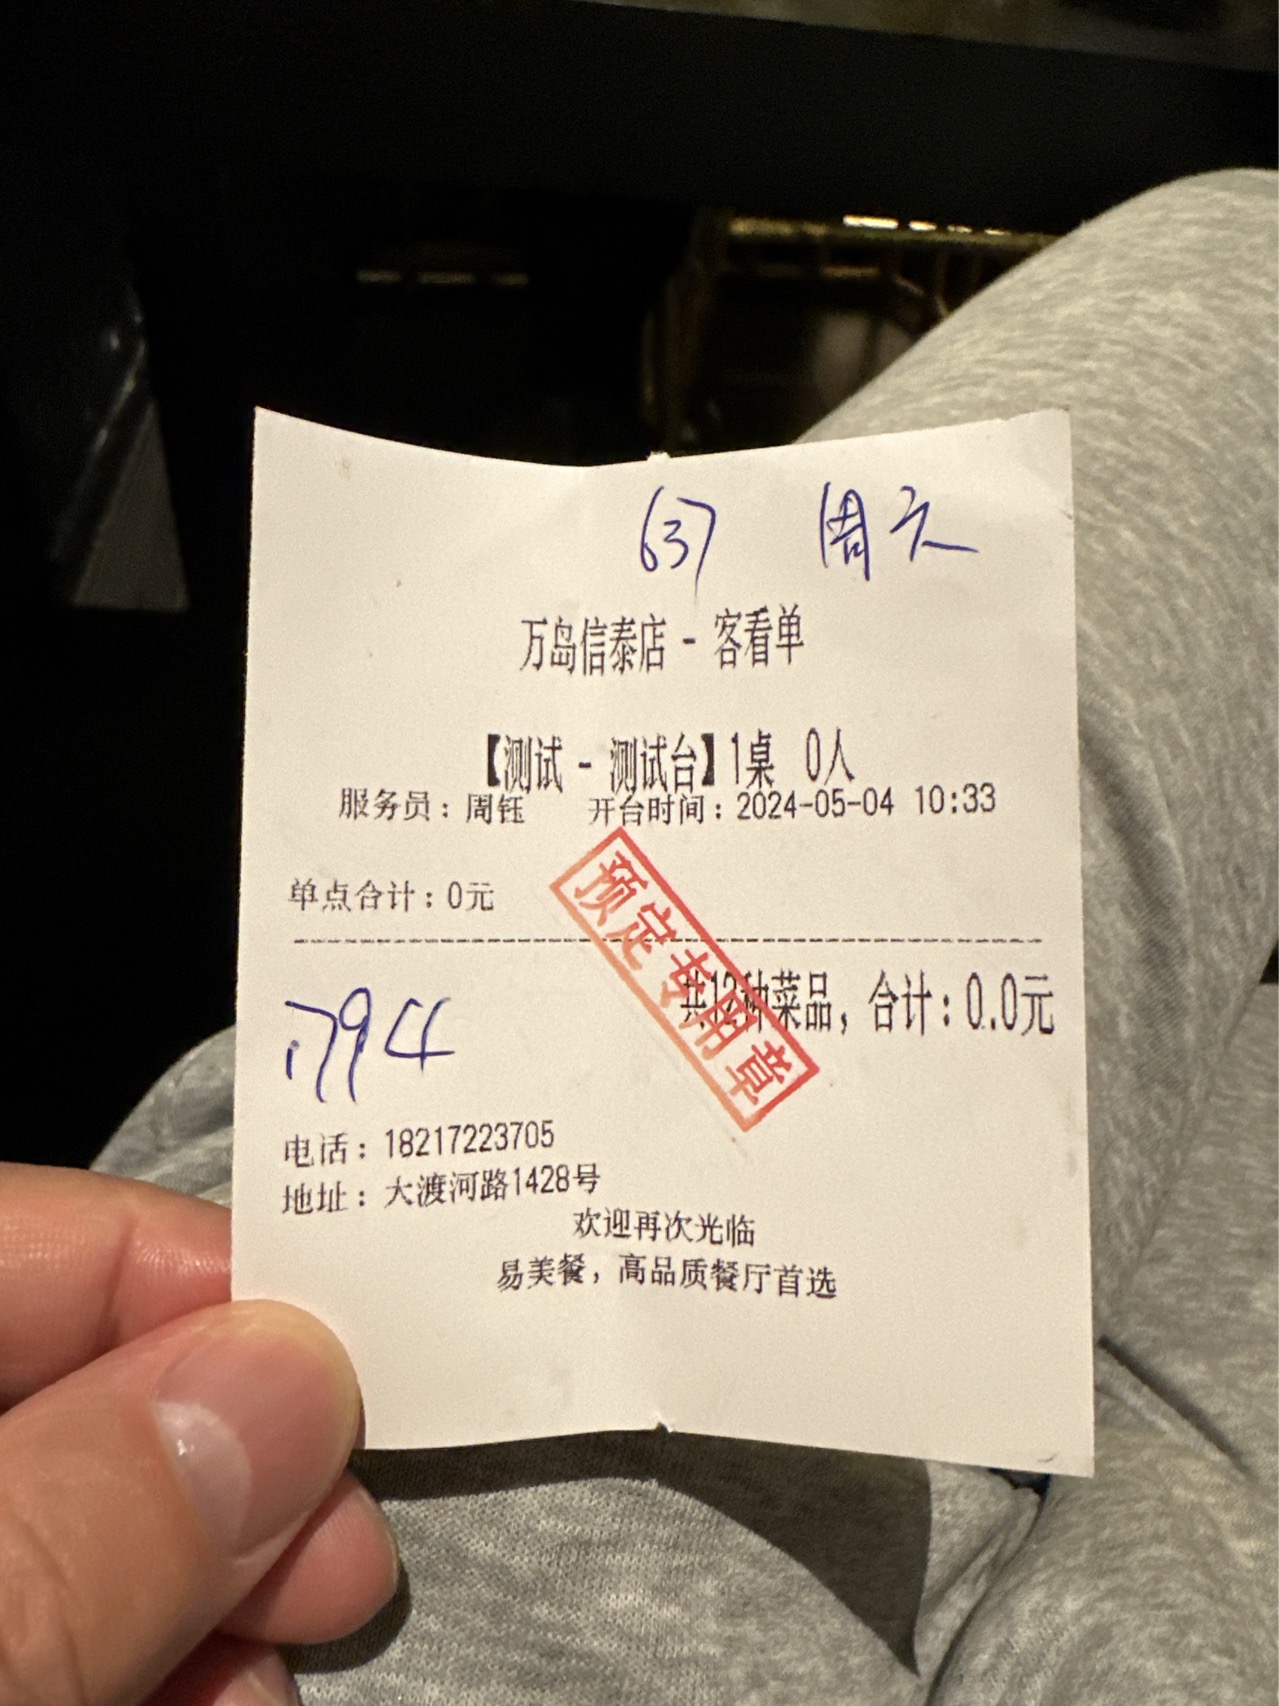 637 周六
万岛信泰店 - 客看单
【测试 - 测试台】1桌 0人
服务员：周钰 开台时间：2024-05-04 10:33
单点合计：0元
预定专用章
共12种菜品，合计：0.0元
1794
电话：18217223705
地址：大渡河路1428号
欢迎再次光临
易美餐，高品质餐厅首选